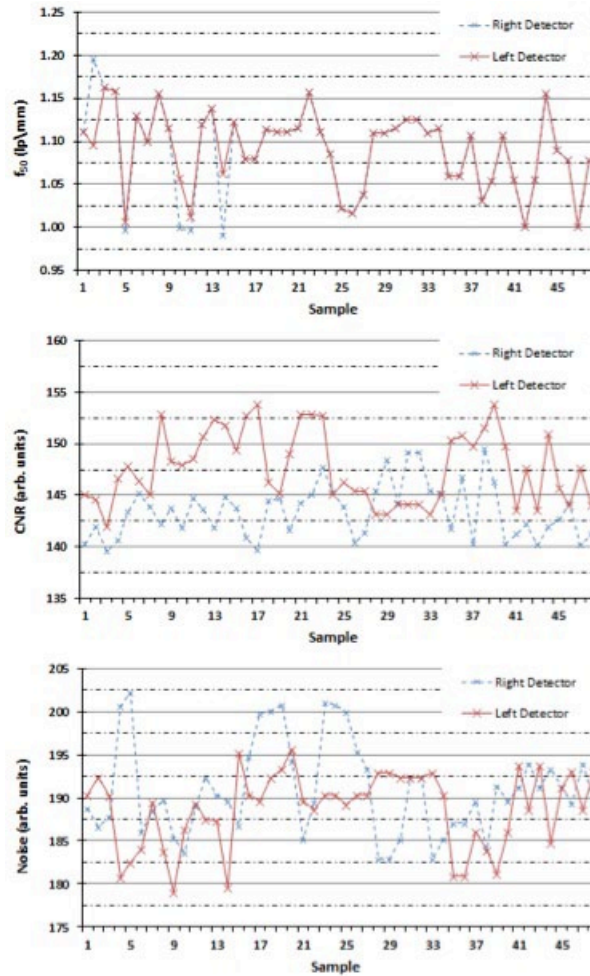 1.25
1.20
1.15
1.10
1.05
1.00
0.95
f50 (lp\mm)
Right Detector
Left Detector
1 5 9 13 17 21 25 29 33 37 41 45
Sample
160
155
150
145
140
135
CNR (arb. units)
Right Detector
Left Detector
1 5 9 13 17 21 25 29 33 37 41 45
Sample
205
200
195
190
185
180
175
Noise (arb. units)
Right Detector
Left Detector
1 5 9 13 17 21 25 29 33 37 41 45
Sample